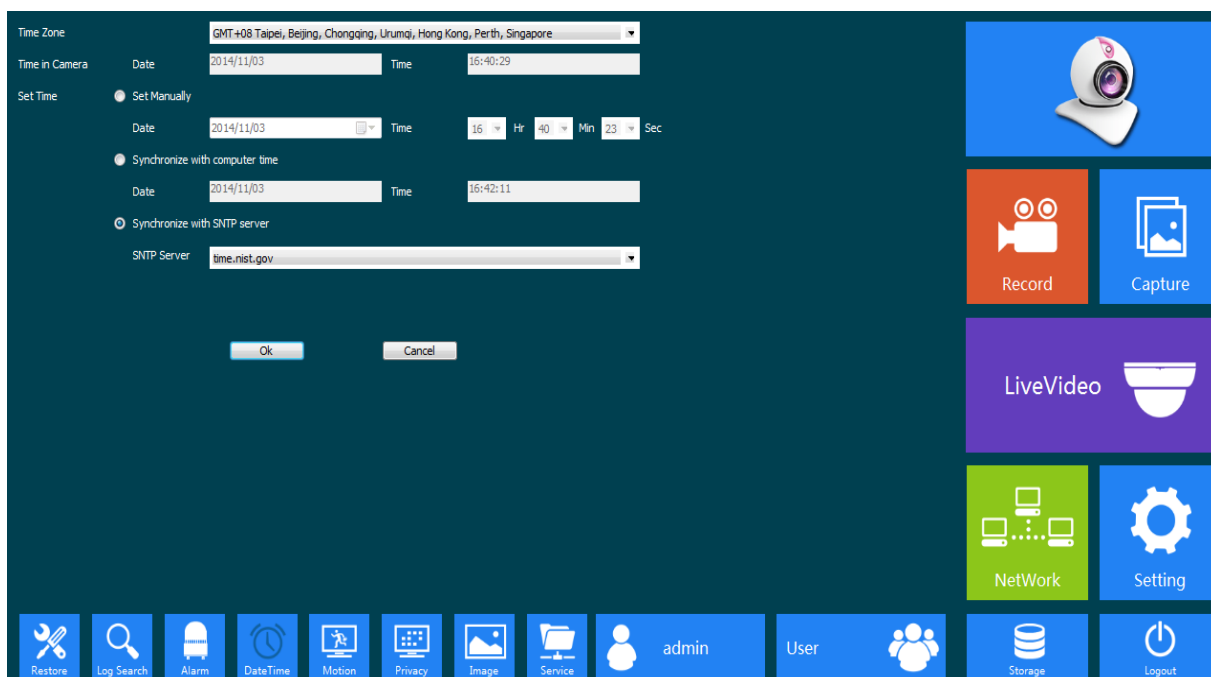 Time Zone GMT+08 Taipei, Beijing, Chongqing, Urumqi, Hong Kong, Perth, Singapore
Time in Camera Date 2014/11/03 Time 16:40:29
Set Time Set Manually
Date 2014/11/03 Time 16 Hr 40 Min 23 Sec
Synchronize with computer time
Date 2014/11/03 Time 16:42:11
Synchronize with SNTP server
SNTP Server time.nist.gov
Ok Cancel
Record Capture
LiveVideo
NetWork Setting
admin User
Restore Log Search Alarm DateTime Motion Privacy Image Service Storage Logout